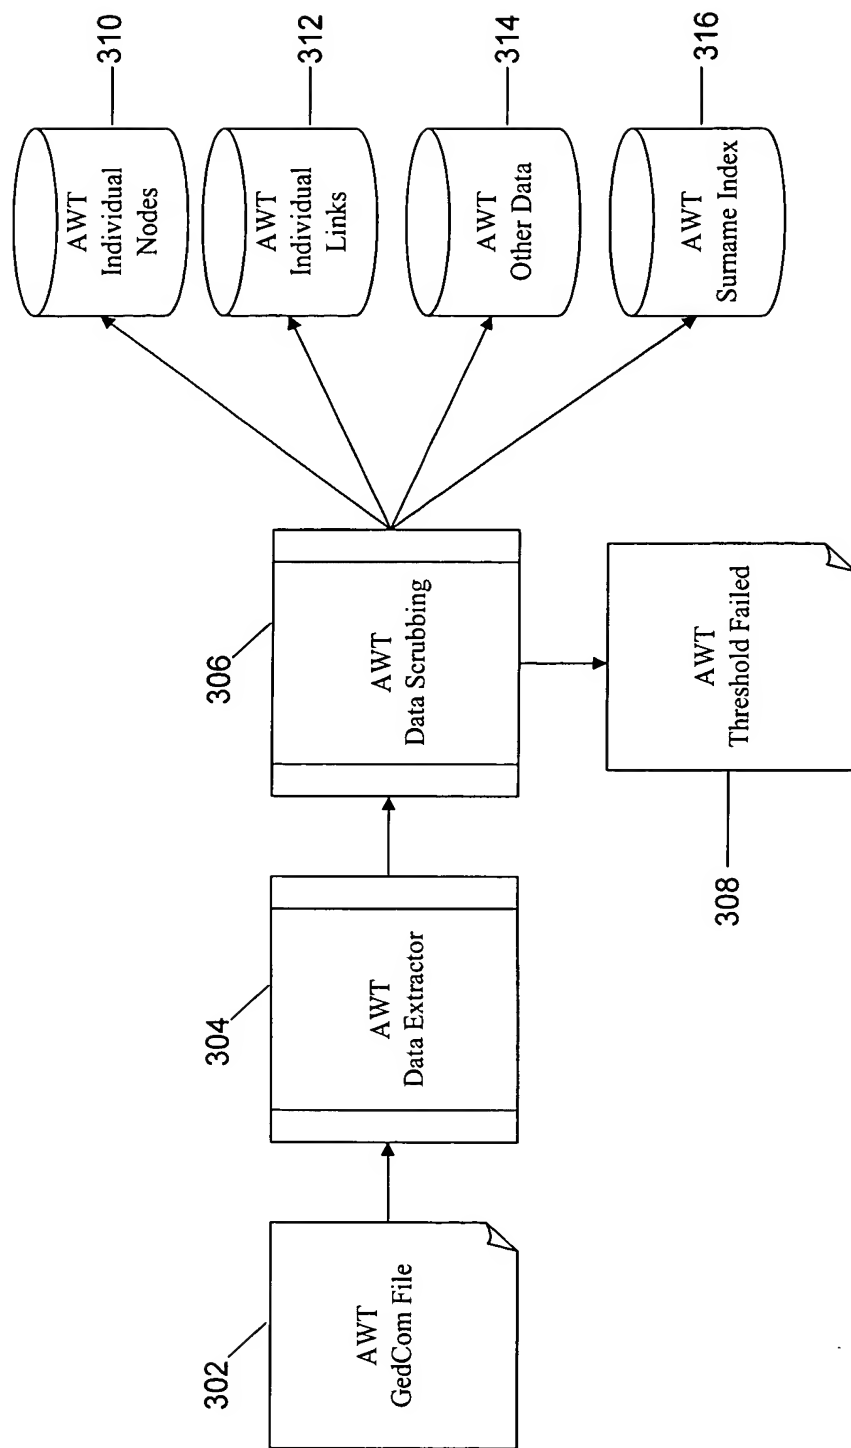 302
AWT
GedCom File
304
AWT
Data Extractor
306
AWT
Data Scrubbing
308
AWT
Threshold Failed
AWT
Individual
Nodes
310
AWT
Individual
Links
312
AWT
Other Data
314
AWT
Surname Index
316